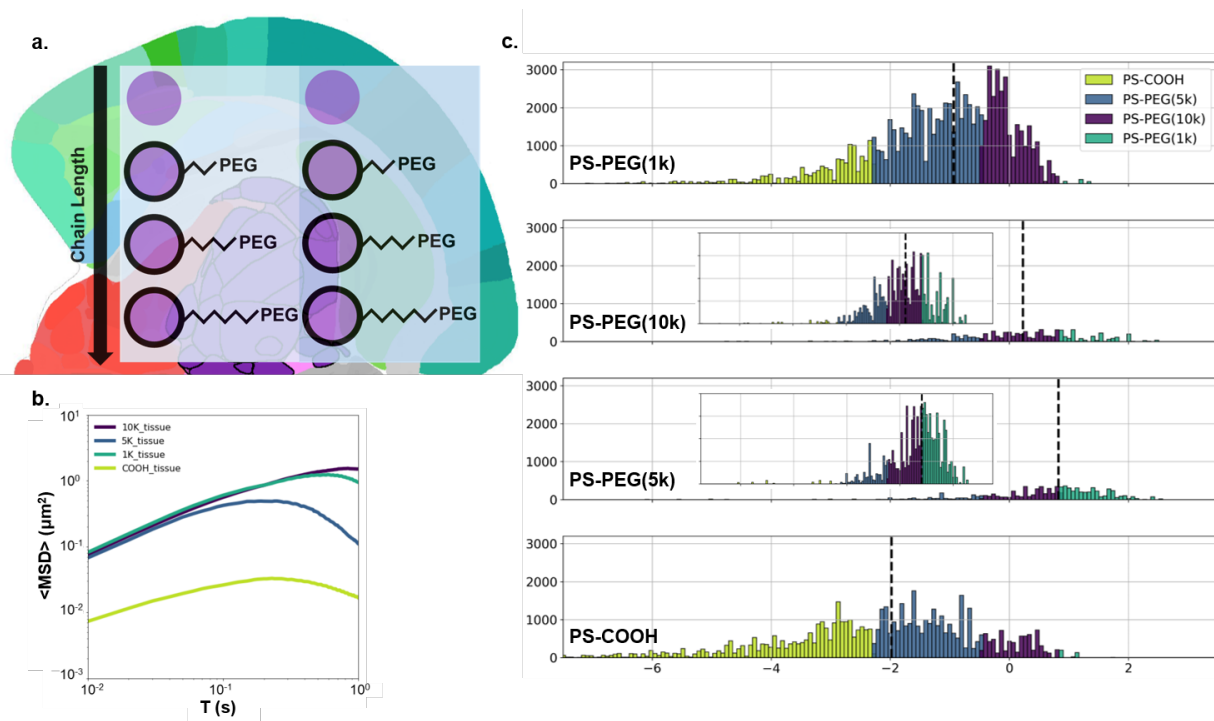 a.
Chain Length
PEG
PEG
PEG
PEG
PEG
PEG
b.
<MSD> (μm²)
10¹
10⁰
10⁻¹
10⁻²
10⁻³
10K_tissue
5K_tissue
1K_tissue
COOH_tissue
10⁻²
10⁻¹
10⁰
T (s)
c.
3000
2000
1000
0
PS-PEG(1k)
PS-COOH
PS-PEG(5k)
PS-PEG(10k)
PS-PEG(1k)
3000
2000
1000
0
PS-PEG(10k)
3000
2000
1000
0
PS-PEG(5k)
3000
2000
1000
0
PS-COOH
−6
−4
−2
0
2